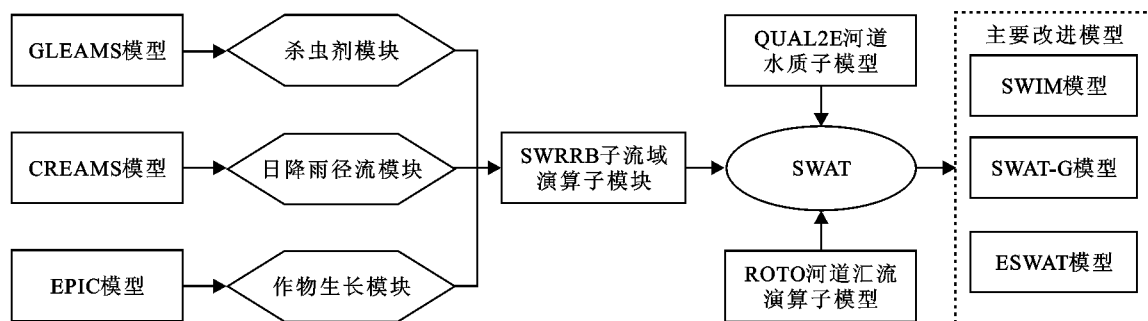 GLEAMS模型
杀虫剂模块
CREAMS模型
日降雨径流模块
EPIC模型
作物生长模块
SWRRB子流域
演算子模块
QUAL2E河道
水质子模型
SWAT
ROTO河道汇流
演算子模型
主要改进模型
SWIM模型
SWAT-G模型
ESWAT模型